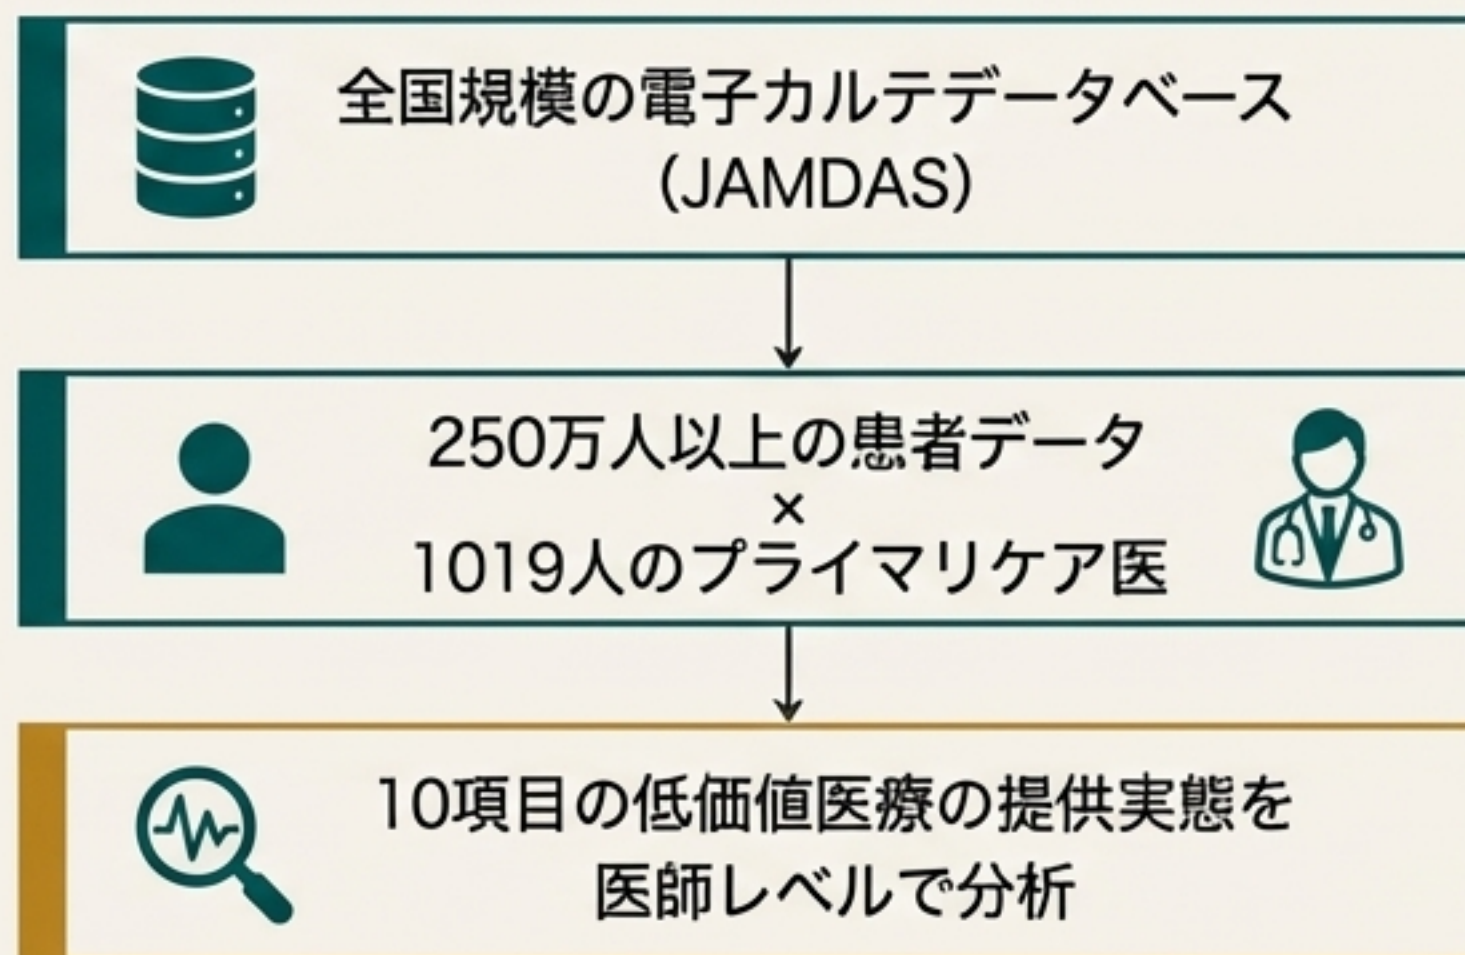 全国規模の電子カルテデータベース
(JAMDAS)
250万人以上の患者データ
×
1019人のプライマリケア医
10項目の低価値医療の提供実態を
医師レベルで分析